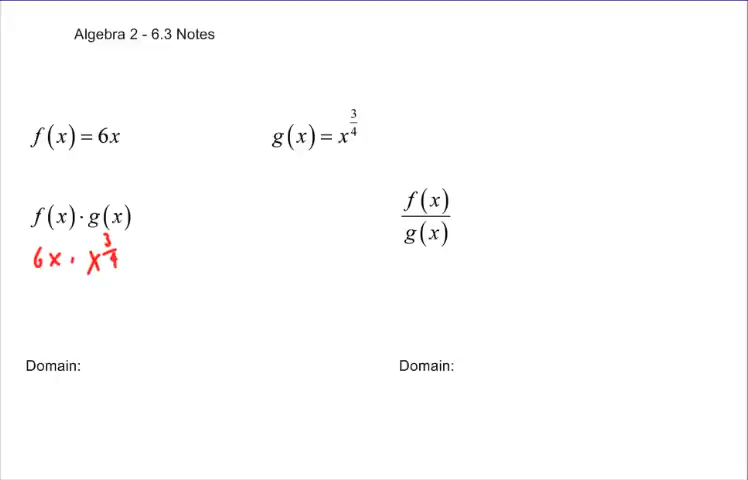 Algebra 2 - 6.3 Notes
f(x) = 6x
g(x) = x^{3/4}
f(x) · g(x)
f(x)/g(x)
6x · x^{3/4}
Domain:
Domain: